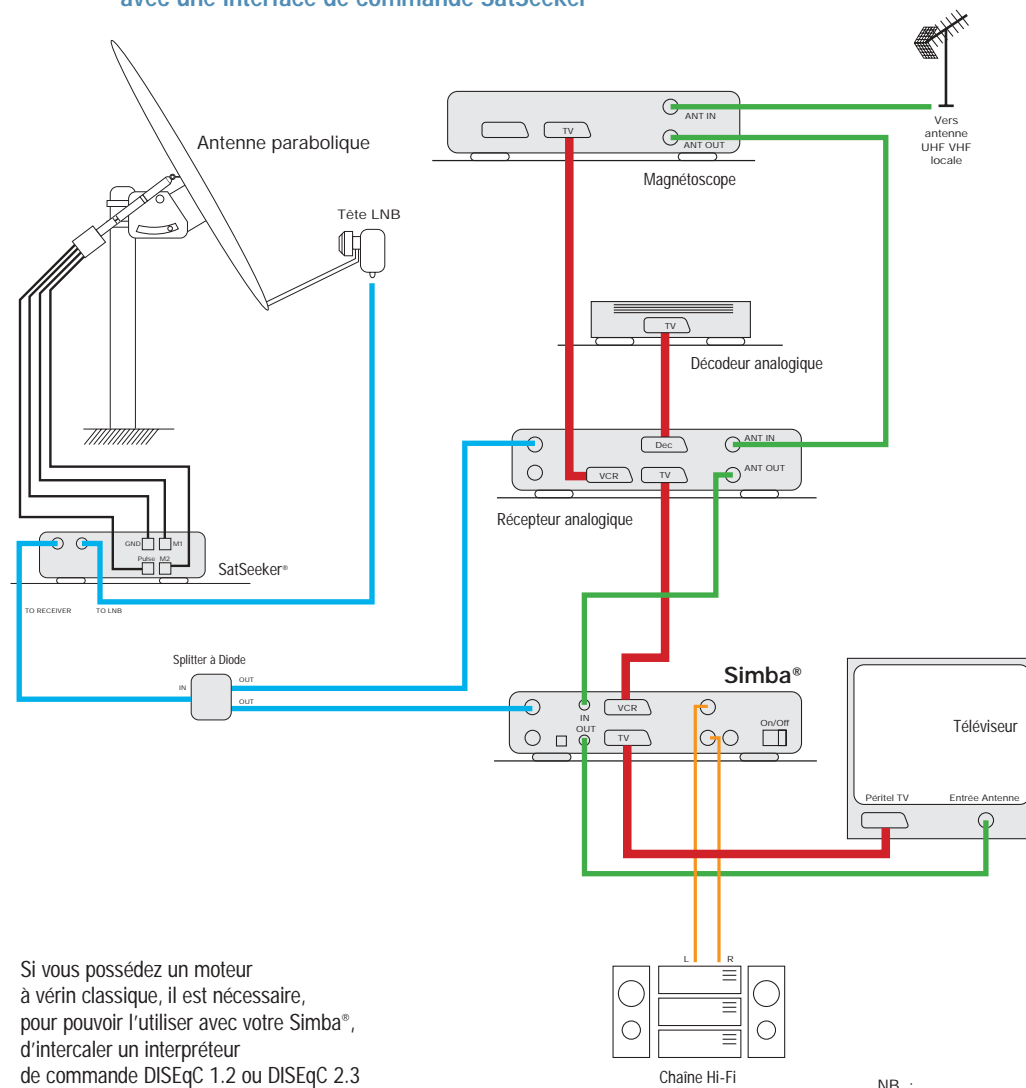 avec une interface de commande SatSeeker
ANT IN
TV
ANT OUT
Magnétoscope
Vers
antenne
UHF VHF
locale
Antenne parabolique
Tête LNB
TV
Décodeur analogique
Dec
ANT IN
VCR
TV
ANT OUT
Récepteur analogique
GND
M1
Pulse
M2
SatSeeker®
TO RECEIVER
TO LNB
Splitter à Diode
IN
OUT
OUT
Simba®
IN
VCR
OUT
TV
On/Off
Téléviseur
Péritel TV
Entrée Antenne
L
R
Chaîne Hi-Fi
Si vous possédez un moteur
à vérin classique, il est nécessaire,
pour pouvoir l'utiliser avec votre Simba®,
d'intercaler un interpréteur
de commande DISEqC 1.2 ou DISEqC 2.3
NB :